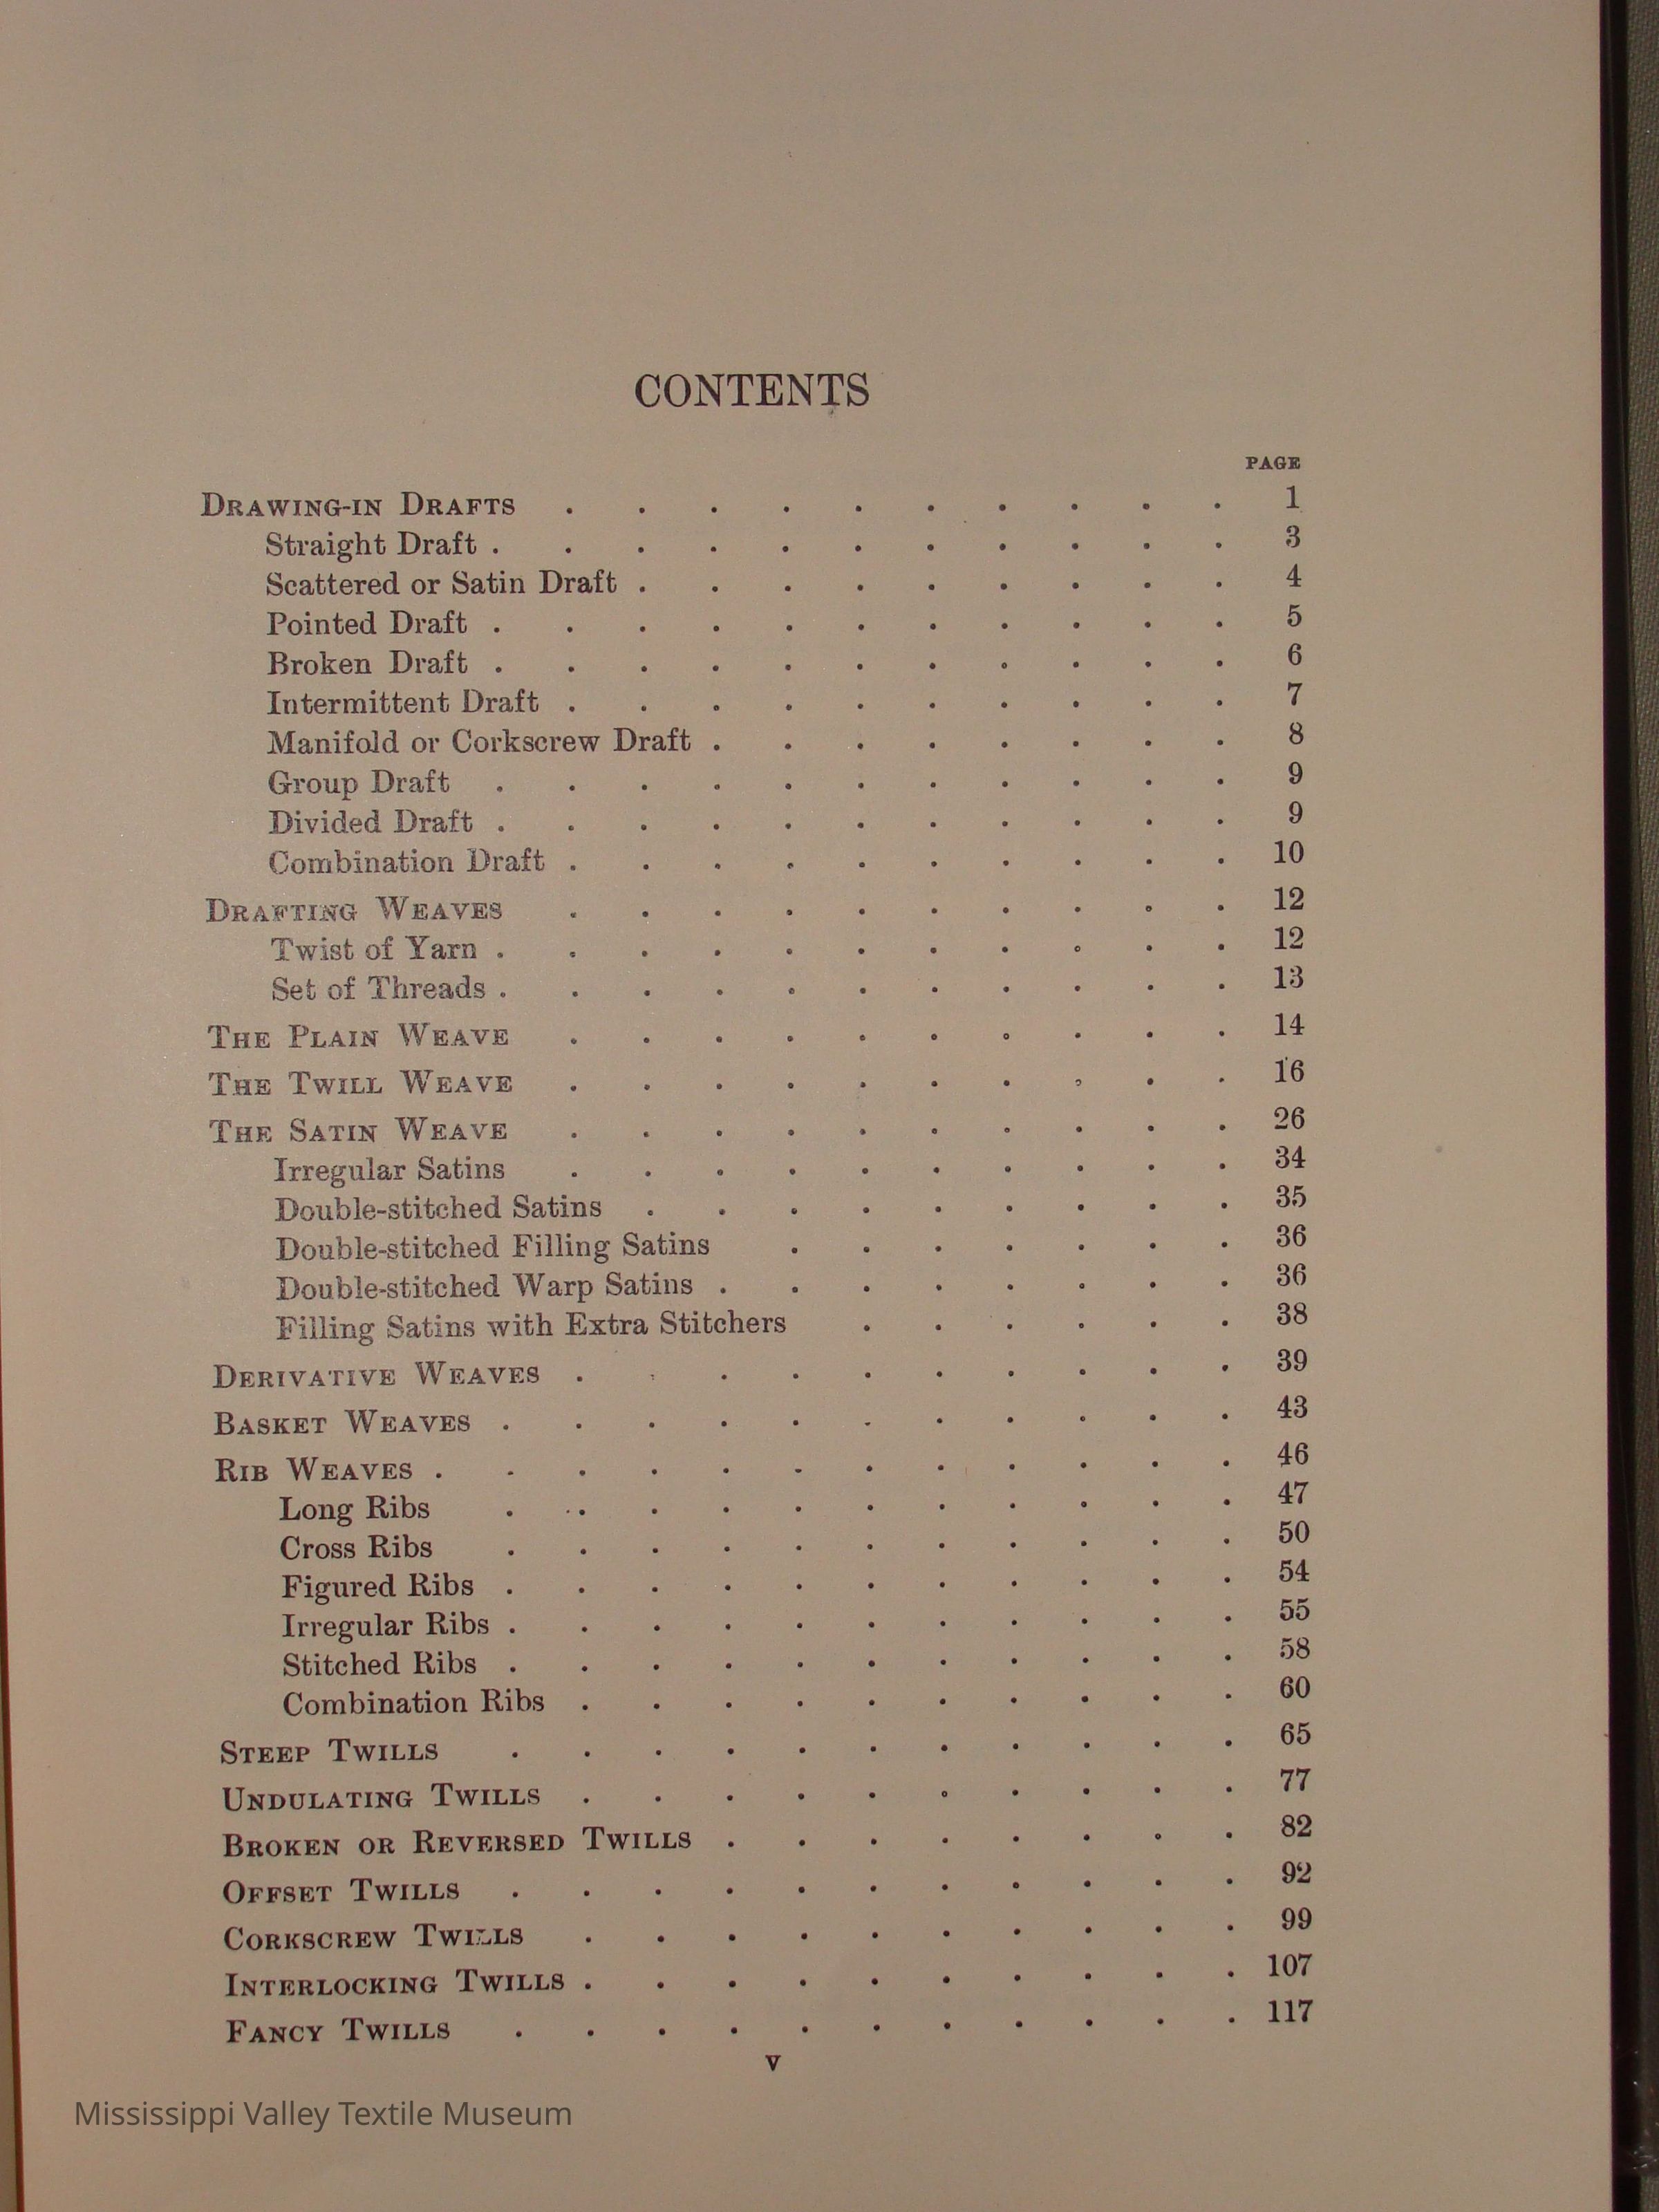 CONTENTS
PAGE
DRAWING-IN DRAFTS . . . . . . . . . . 1
Straight Draft . . . . . . . . . . . 3
Scattered or Satin Draft . . . . . . . . . 4
Pointed Draft . . . . . . . . . . . 5
Broken Draft . . . . . . . . . . . 6
Intermittent Draft . . . . . . . . . . 7
Manifold or Corkscrew Draft . . . . . . . . 8
Group Draft . . . . . . . . . . . 9
Divided Draft . . . . . . . . . . . 9
Combination Draft . . . . . . . . . . 10
DRAFTING WEAVES . . . . . . . . . . 12
Twist of Yarn . . . . . . . . . . . 12
Set of Threads . . . . . . . . . . . 13
THE PLAIN WEAVE . . . . . . . . . . 14
THE TWILL WEAVE . . . . . . . . . . 16
THE SATIN WEAVE . . . . . . . . . . 26
Irregular Satins . . . . . . . . . . 34
Double-stitched Satins . . . . . . . . . 35
Double-stitched Filling Satins . . . . . . . 36
Double-stitched Warp Satins . . . . . . . . 36
Filling Satins with Extra Stitchers . . . . . . 38
DERIVATIVE WEAVES . . . . . . . . . . 39
BASKET WEAVES . . . . . . . . . . . 43
RIB WEAVES . . . . . . . . . . . . 46
Long Ribs . . . . . . . . . . . 47
Cross Ribs . . . . . . . . . . . 50
Figured Ribs . . . . . . . . . . . 54
Irregular Ribs . . . . . . . . . . . 55
Stitched Ribs . . . . . . . . . . . 58
Combination Ribs . . . . . . . . . . 60
STEEP TWILLS . . . . . . . . . . . 65
UNDULATING TWILLS . . . . . . . . . . 77
BROKEN OR REVERSED TWILLS . . . . . . . . 82
OFFSET TWILLS . . . . . . . . . . . 92
CORKSCREW TWILLS . . . . . . . . . . 99
INTERLOCKING TWILLS . . . . . . . . . . 107
FANCY TWILLS . . . . . . . . . . . 117
v
Mississippi Valley Textile Museum